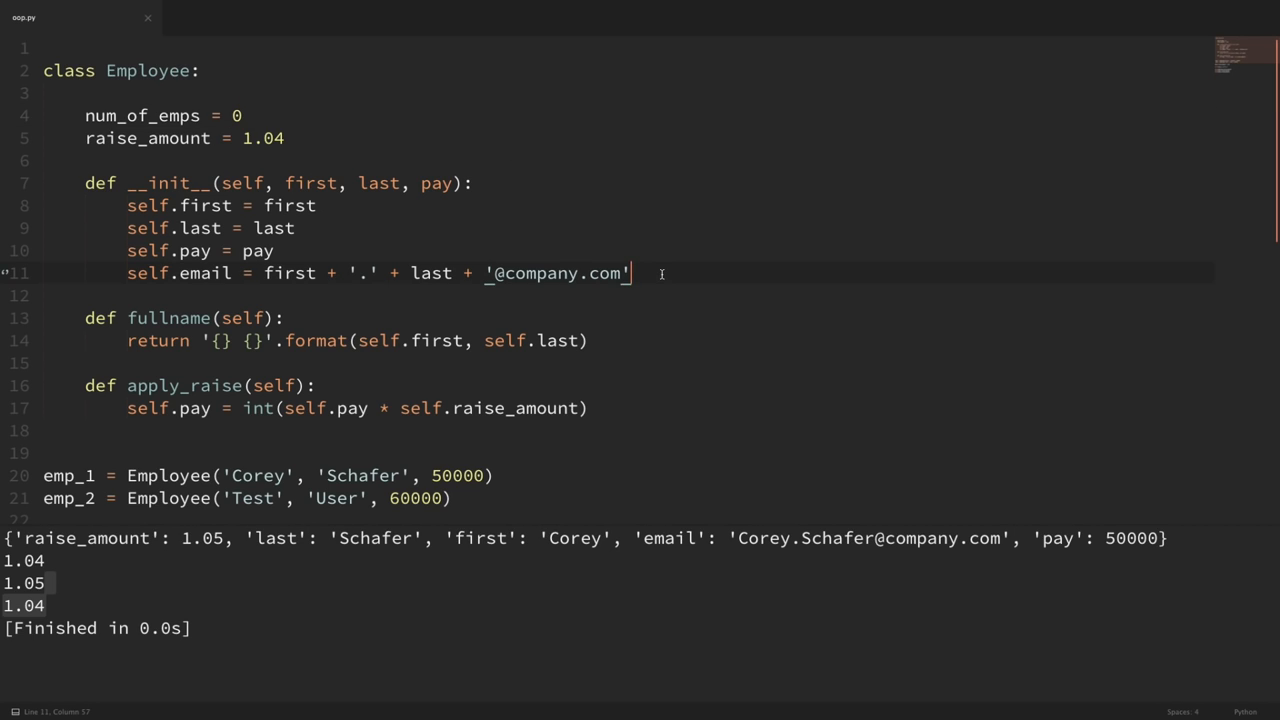 oop.py ×
1
2 class Employee:
3
4     num_of_emps = 0
5     raise_amount = 1.04
6
7     def __init__(self, first, last, pay):
8         self.first = first
9         self.last = last
10         self.pay = pay
11         self.email = first + '.' + last + '@company.com'
12
13     def fullname(self):
14         return '{} {}'.format(self.first, self.last)
15
16     def apply_raise(self):
17         self.pay = int(self.pay * self.raise_amount)
18
19
20 emp_1 = Employee('Corey', 'Schafer', 50000)
21 emp_2 = Employee('Test', 'User', 60000)
22
{'raise_amount': 1.05, 'last': 'Schafer', 'first': 'Corey', 'email': 'Corey.Schafer@company.com', 'pay': 50000}
1.04
1.05
1.04
[Finished in 0.0s]
Line 11, Column 57 Spaces: 4 Python